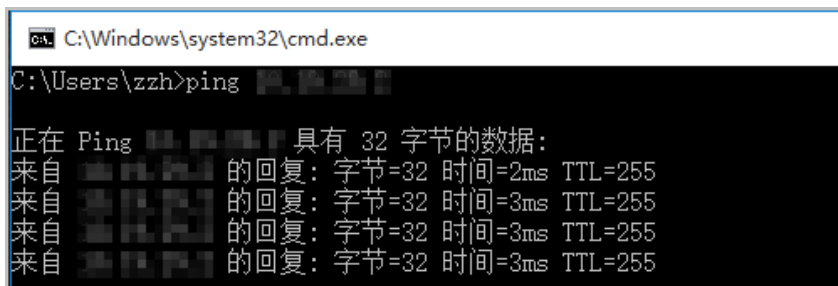 C:\Windows\system32\cmd.exe
C:\Users\zzh>ping
正在 Ping 具有 32 字节的数据:
来自 的回复: 字节=32 时间=2ms TTL=255
来自 的回复: 字节=32 时间=3ms TTL=255
来自 的回复: 字节=32 时间=3ms TTL=255
来自 的回复: 字节=32 时间=3ms TTL=255